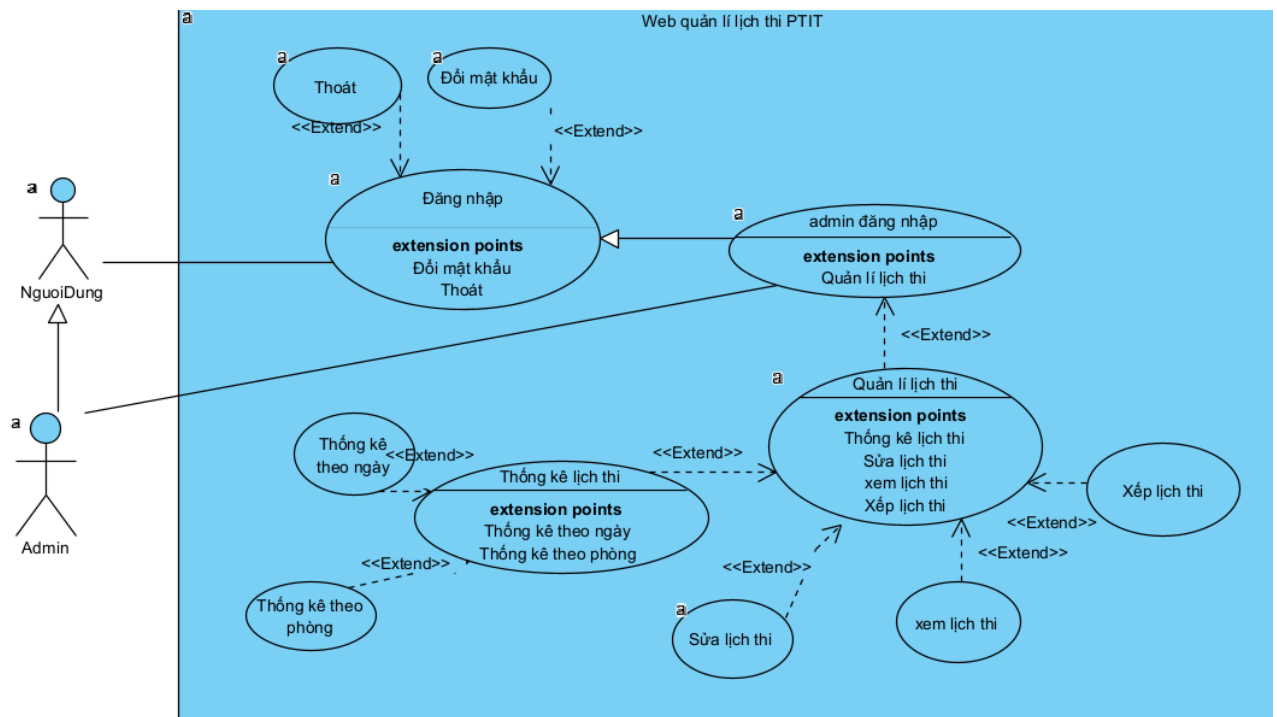 a
Web quản lí lịch thi PTIT
a
Thoát
a
Đổi mật khẩu
<<Extend>>
<<Extend>>
a
NguoiDung
a
Đăng nhập
extension points
Đổi mật khẩu
Thoát
a
admin đăng nhập
extension points
Quản lí lịch thi
<<Extend>>
a
Quản lí lịch thi
extension points
Thống kê lịch thi
Sửa lịch thi
xem lịch thi
Xếp lịch thi
a
Admin
Thống kê
theo ngày
<<Extend>>
<<Extend>>
Thống kê lịch thi
extension points
Thống kê theo ngày
Thống kê theo phòng
<<Extend>>
Thống kê theo
phòng
Xếp lịch thi
<<Extend>>
<<Extend>>
<<Extend>>
a
Sửa lịch thi
xem lịch thi